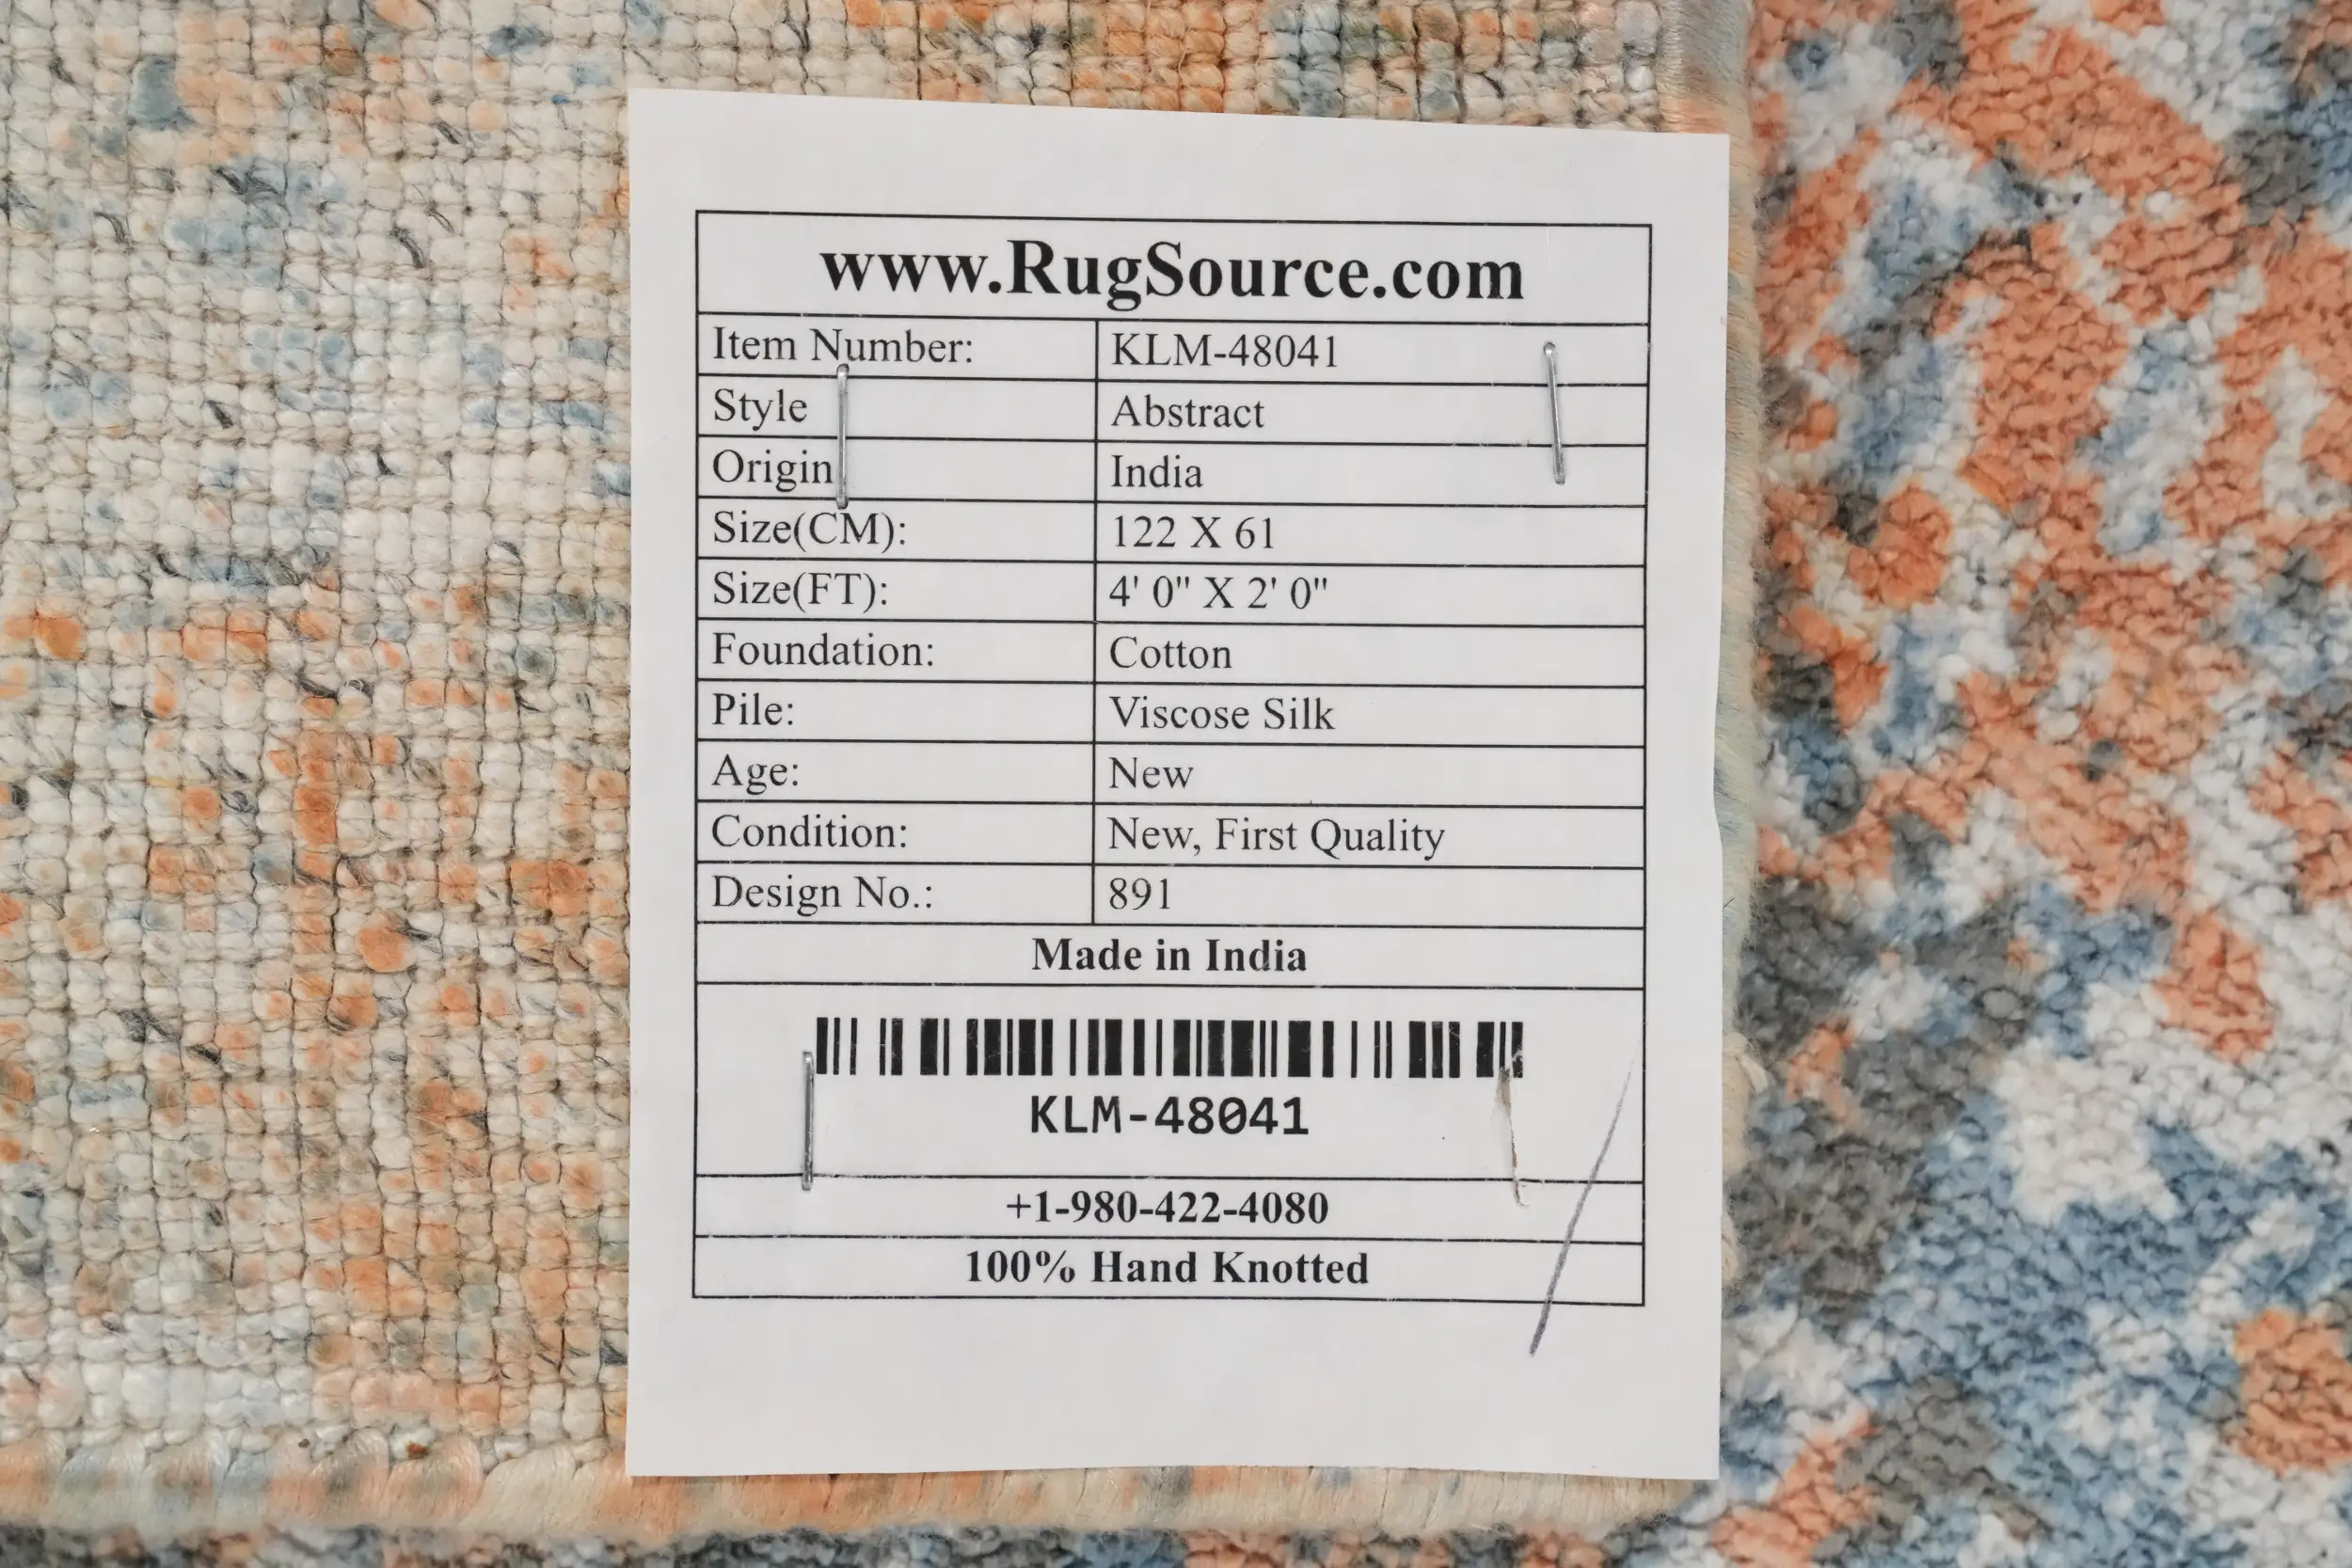 www.RugSource.com
Item Number: KLM-48041
Style Abstract
Origin India
Size(CM): 122 X 61
Size(FT): 4' 0" X 2' 0"
Foundation: Cotton
Pile: Viscose Silk
Age: New
Condition: New, First Quality
Design No.: 891
Made in India
KLM-48041
+1-980-422-4080
100% Hand Knotted